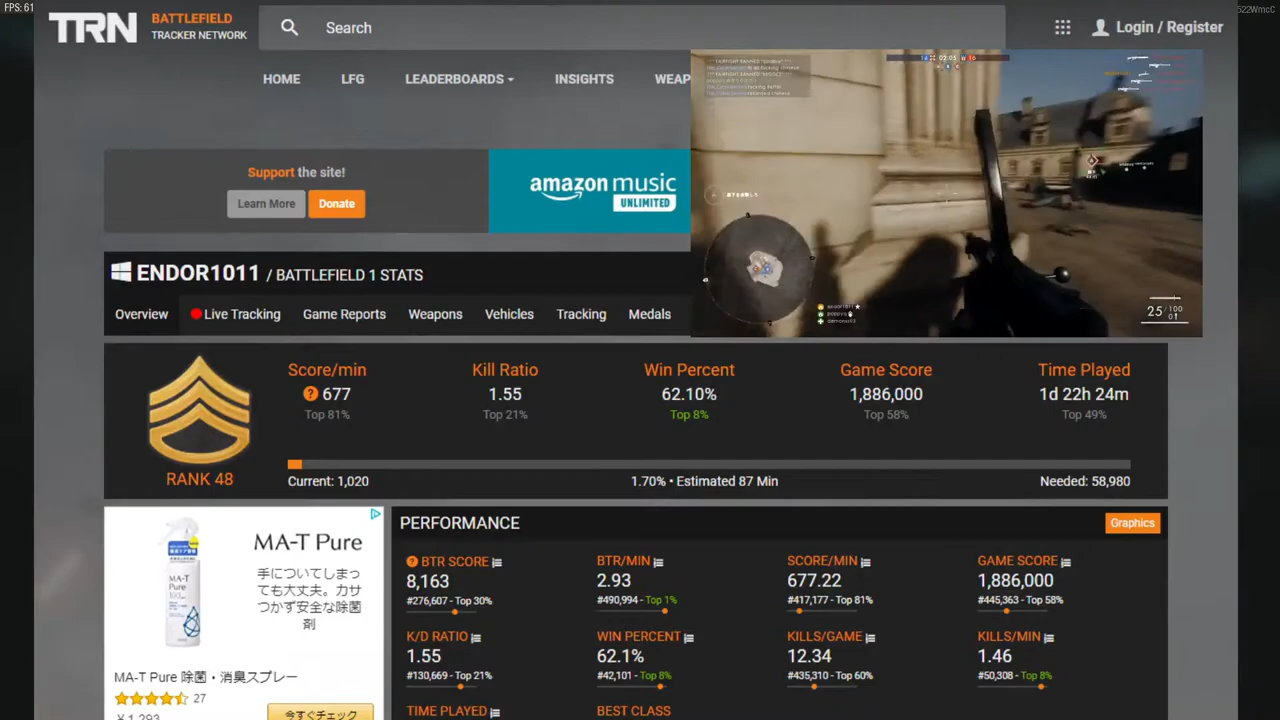 FPS: 61
522WmcC
TRN
BATTLEFIELD
TRACKER NETWORK
Search
Login / Register
HOME
LFG
LEADERBOARDS
INSIGHTS
WEAP
Support the site!
Learn More
Donate
amazon music
UNLIMITED
02:05
25/100
ENDOR1011 / BATTLEFIELD 1 STATS
Overview
Live Tracking
Game Reports
Weapons
Vehicles
Tracking
Medals
RANK 48
Score/min
Kill Ratio
Win Percent
Game Score
Time Played
677
1.55
62.10%
1,886,000
1d 22h 24m
Top 81%
Top 21%
Top 8%
Top 58%
Top 49%
Current: 1,020
1.70% • Estimated 87 Min
Needed: 58,980
MA-T Pure
手についてしまっ
ても大丈夫。カサ
つかず安全な除菌
剤
MA-T Pure 除菌・消臭スプレー
27
¥1,293
今すぐチェック
PERFORMANCE
Graphics
BTR SCORE
8,163
#276,607 - Top 30%
BTR/MIN
2.93
#490,994 - Top 1%
SCORE/MIN
677.22
#417,177 - Top 81%
GAME SCORE
1,886,000
#445,363 - Top 58%
K/D RATIO
1.55
#130,669 - Top 21%
WIN PERCENT
62.1%
#42,101 - Top 8%
KILLS/GAME
12.34
#435,310 - Top 60%
KILLS/MIN
1.46
#50,308 - Top 8%
TIME PLAYED
BEST CLASS